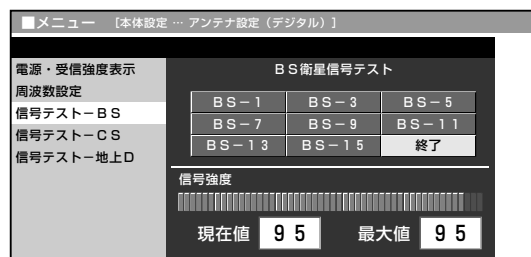 ■メニュー [本体設定 … アンテナ設定（デジタル）]
電源・受信強度表示
周波数設定
信号テスト－ＢＳ
信号テスト－ＣＳ
信号テスト－地上Ｄ
ＢＳ衛星信号テスト
ＢＳ－１ ＢＳ－３ ＢＳ－５
ＢＳ－７ ＢＳ－９ ＢＳ－１１
ＢＳ－１３ ＢＳ－１５ 終了
信号強度
現在値 ９５ 最大値 ９５